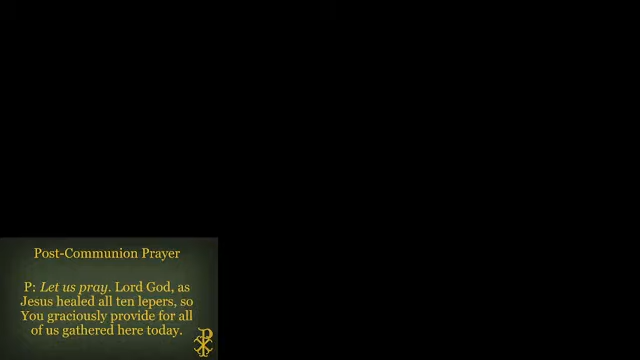 Post-Communion Prayer
P: Let us pray. Lord God, as
Jesus healed all ten lepers, so
You graciously provide for all
of us gathered here today.